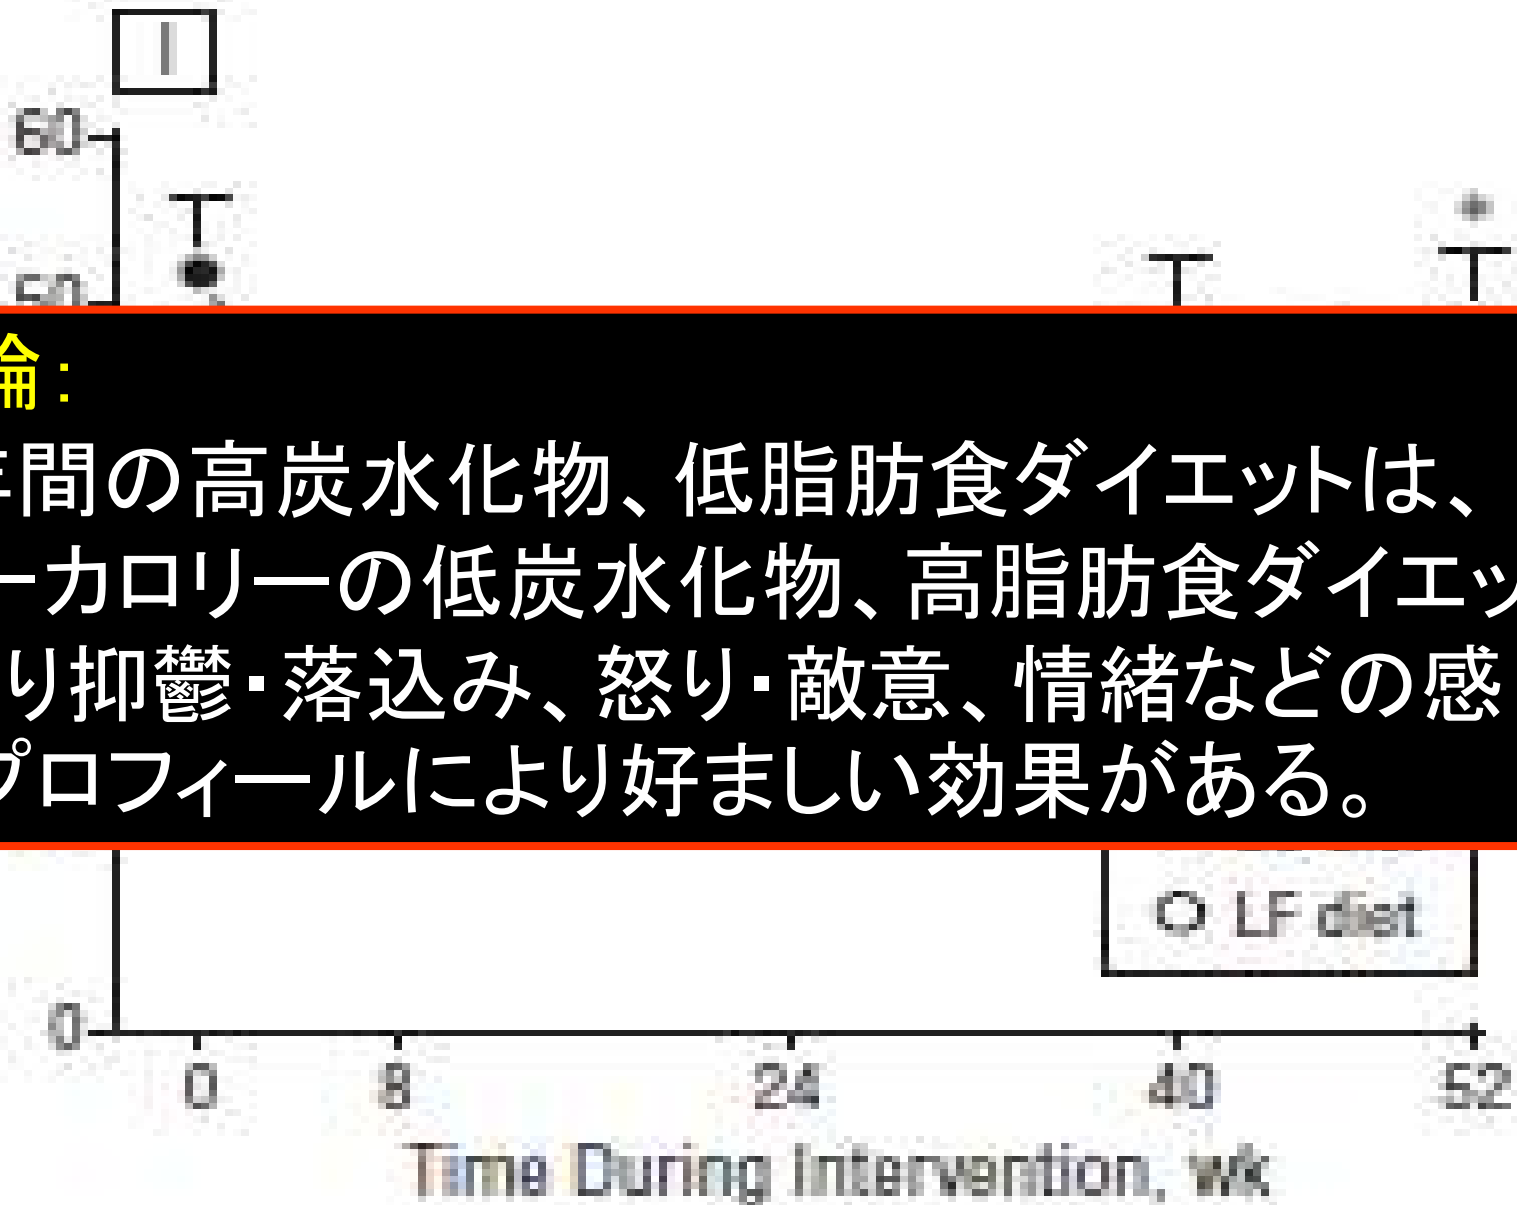 I
60
50
論:
年間の高炭水化物、低脂肪食ダイエットは、
ーカロリーの低炭水化物、高脂肪食ダイエッ
り抑鬱・落込み、怒り・敵意、情緒などの感
プロフィールにより好ましい効果がある。
LF diet
0
0 8 24 40 52
Time During Intervention, wk